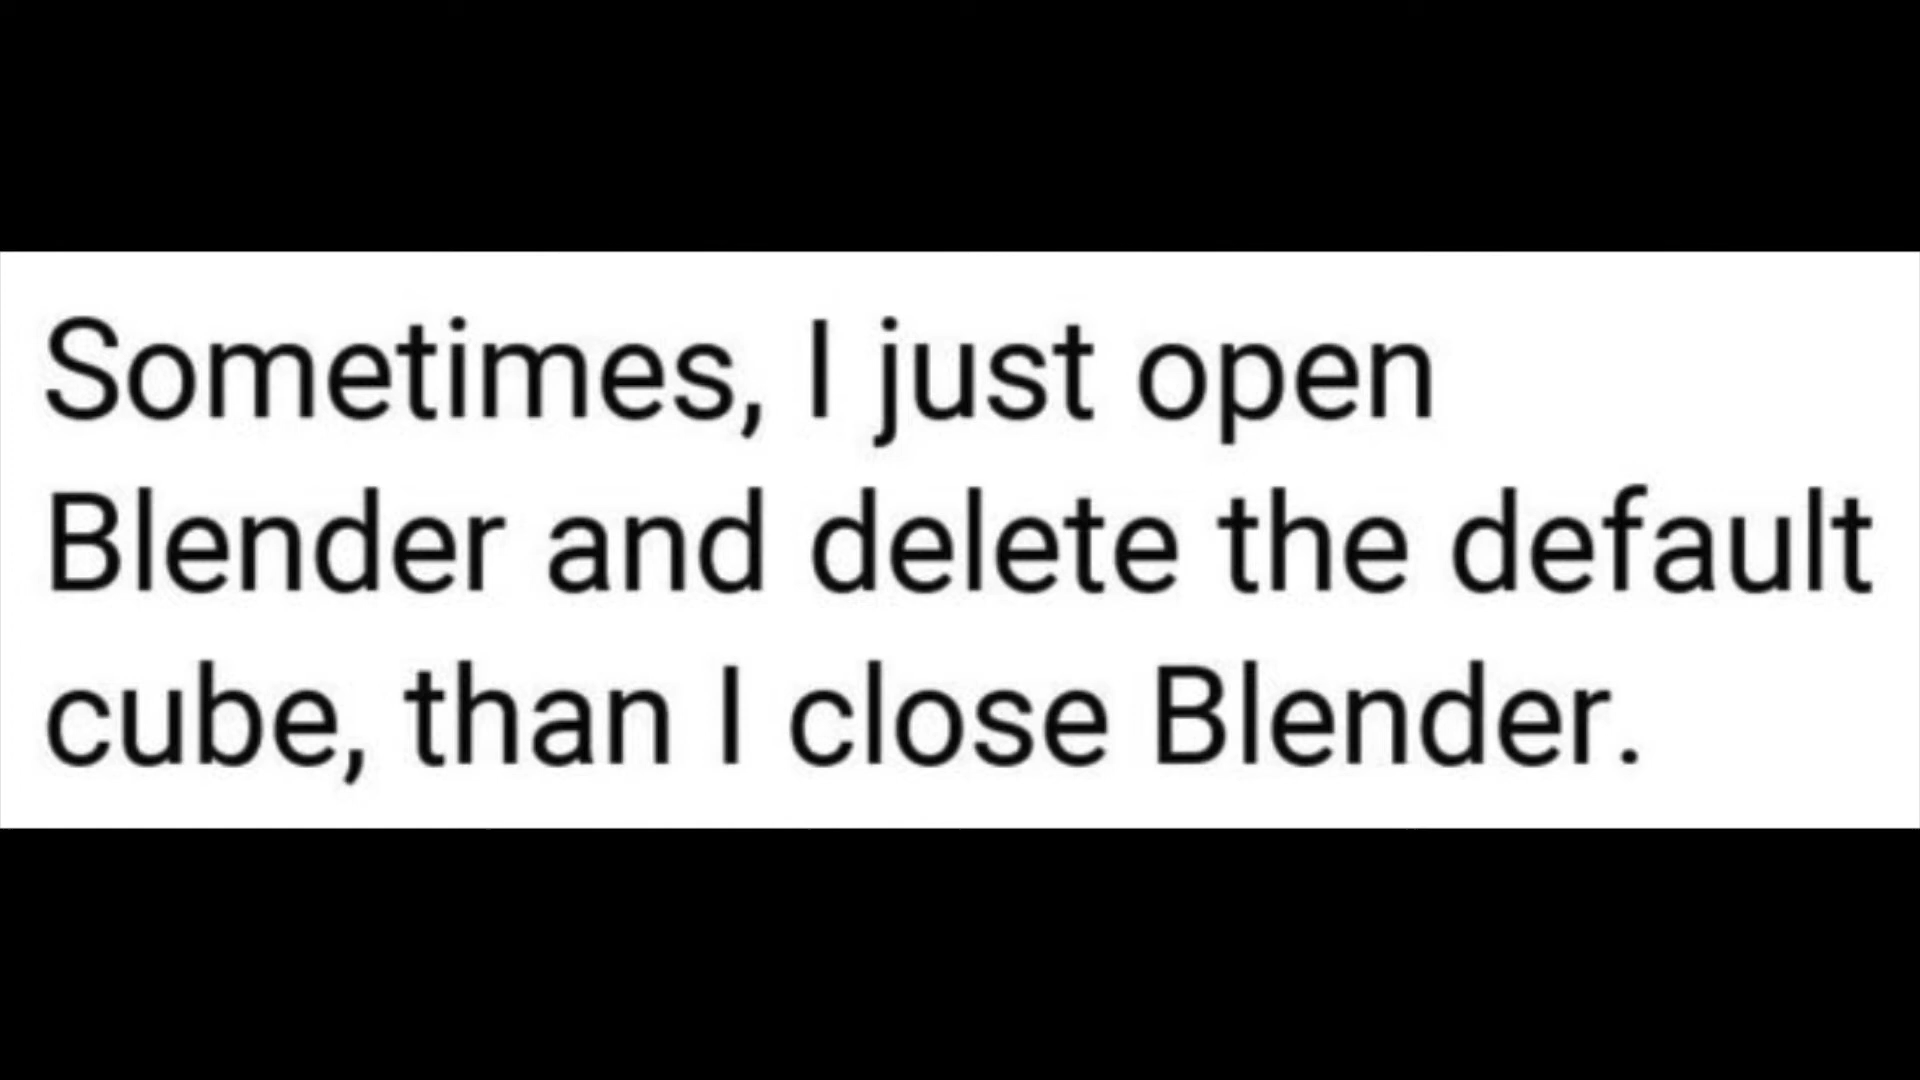 Sometimes, I just open
Blender and delete the default
cube, than I close Blender.